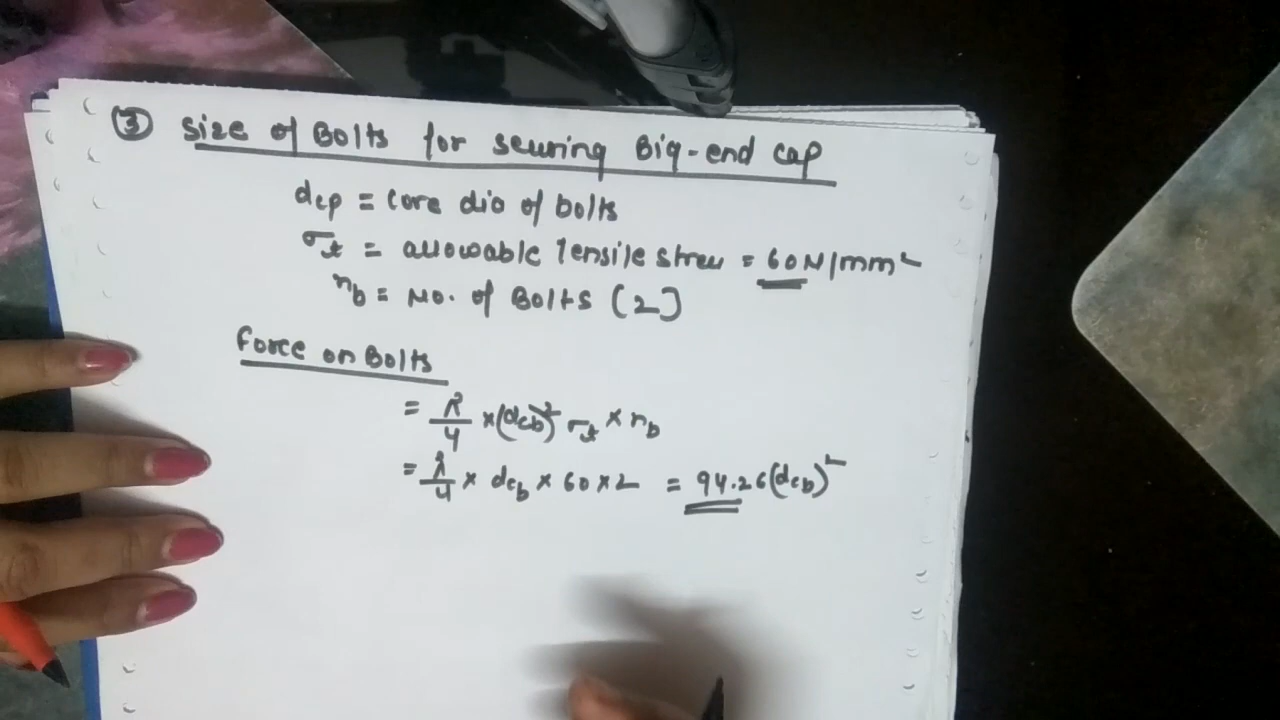 ③ Size of Bolts for securing Big-end cap
dcp = core dia of bolts
σt = allowable Tensile stress = 60N/mm²
nb = No. of Bolts (2)
Force on Bolts
= π/4 × (dcb)² σt × nb
= π/4 × dcb × 60 × 2 = 94.26(dcb)²